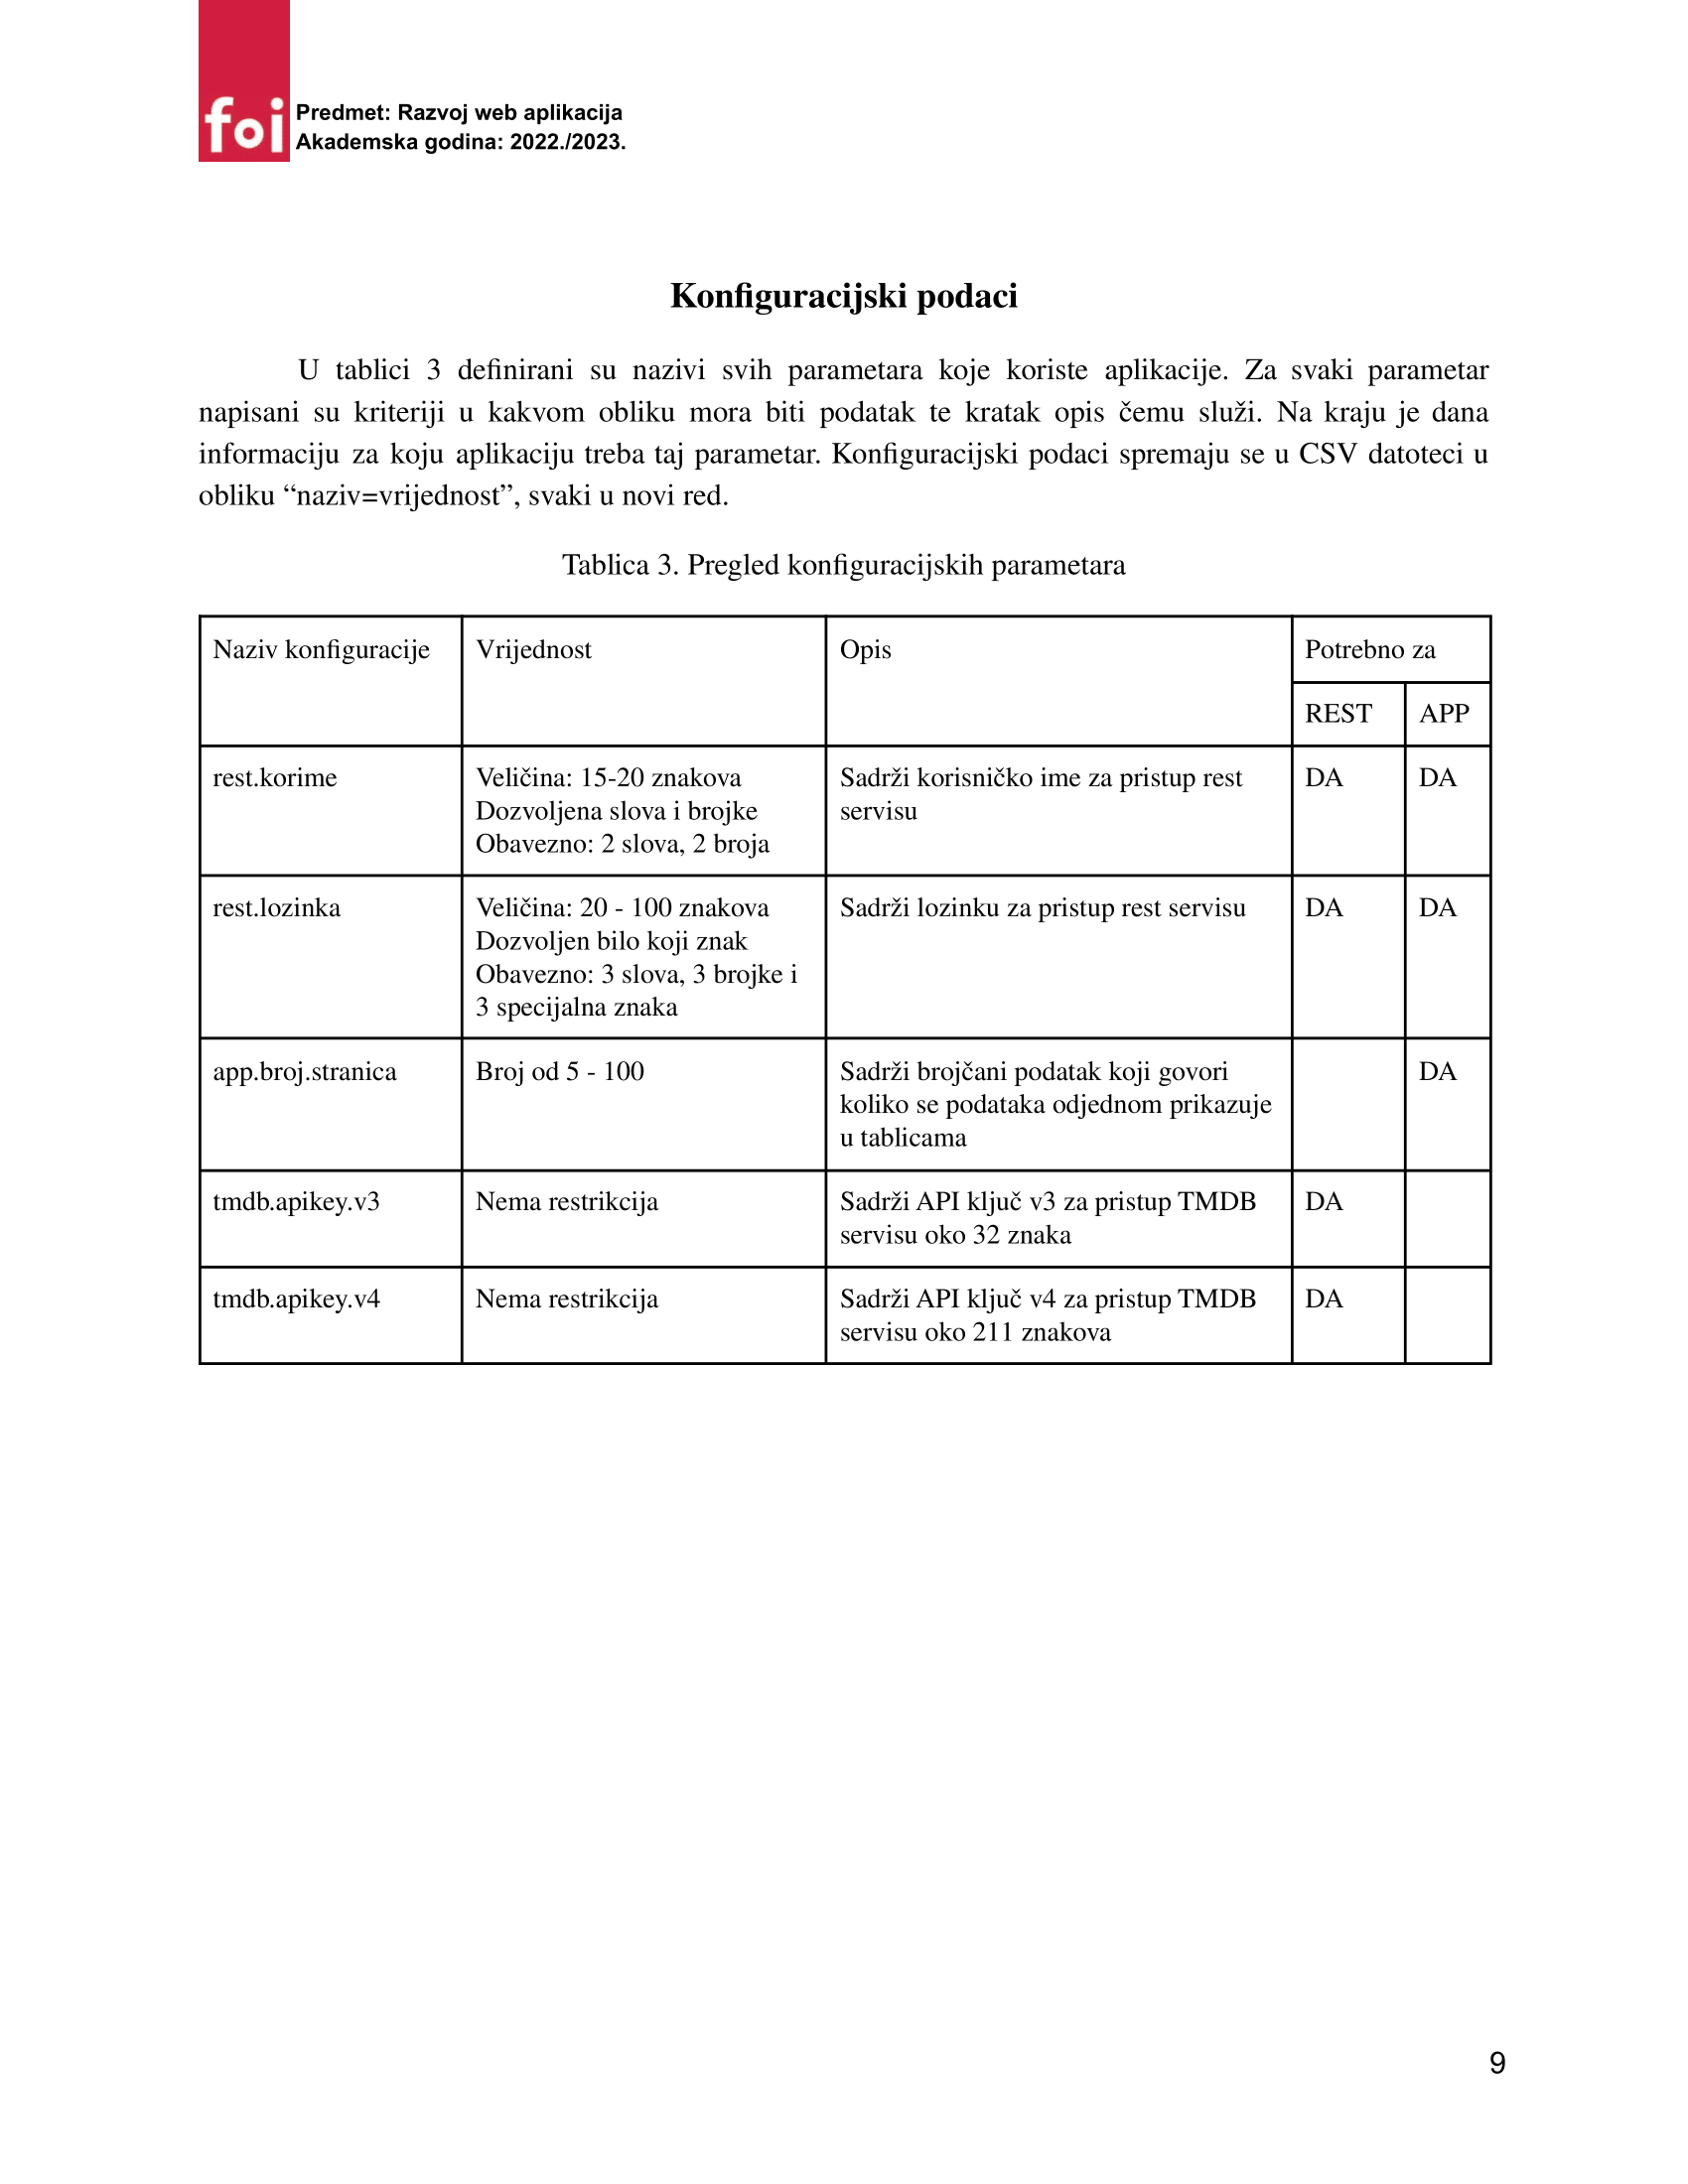 foi
Predmet: Razvoj web aplikacija
Akademska godina: 2022./2023.
Konfiguracijski podaci
U tablici 3 definirani su nazivi svih parametara koje koriste aplikacije. Za svaki parametar
napisani su kriteriji u kakvom obliku mora biti podatak te kratak opis čemu služi. Na kraju je dana
informaciju za koju aplikaciju treba taj parametar. Konfiguracijski podaci spremaju se u CSV datoteci u
obliku “naziv=vrijednost”, svaki u novi red.
Tablica 3. Pregled konfiguracijskih parametara
Naziv konfiguracije
Vrijednost
Opis
Potrebno za
REST
APP
rest.korime
Veličina: 15-20 znakova
Dozvoljena slova i brojke
Obavezno: 2 slova, 2 broja
Sadrži korisničko ime za pristup rest
servisu
DA
DA
rest.lozinka
Veličina: 20 - 100 znakova
Dozvoljen bilo koji znak
Obavezno: 3 slova, 3 brojke i
3 specijalna znaka
Sadrži lozinku za pristup rest servisu
DA
DA
app.broj.stranica
Broj od 5 - 100
Sadrži brojčani podatak koji govori
koliko se podataka odjednom prikazuje
u tablicama
DA
tmdb.apikey.v3
Nema restrikcija
Sadrži API ključ v3 za pristup TMDB
servisu oko 32 znaka
DA
tmdb.apikey.v4
Nema restrikcija
Sadrži API ključ v4 za pristup TMDB
servisu oko 211 znakova
DA
9